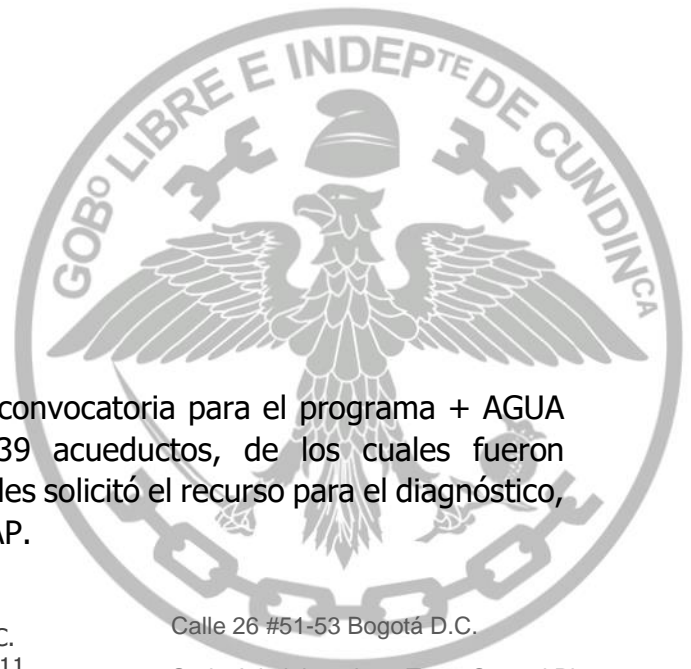 GOBº LIBRE E INDEPTE DE CUNDINCA
convocatoria para el programa + AGUA
39 acueductos, de los cuales fueron
les solicitó el recurso para el diagnóstico,
AP.
C.
Calle 26 #51-53 Bogotá D.C.
11